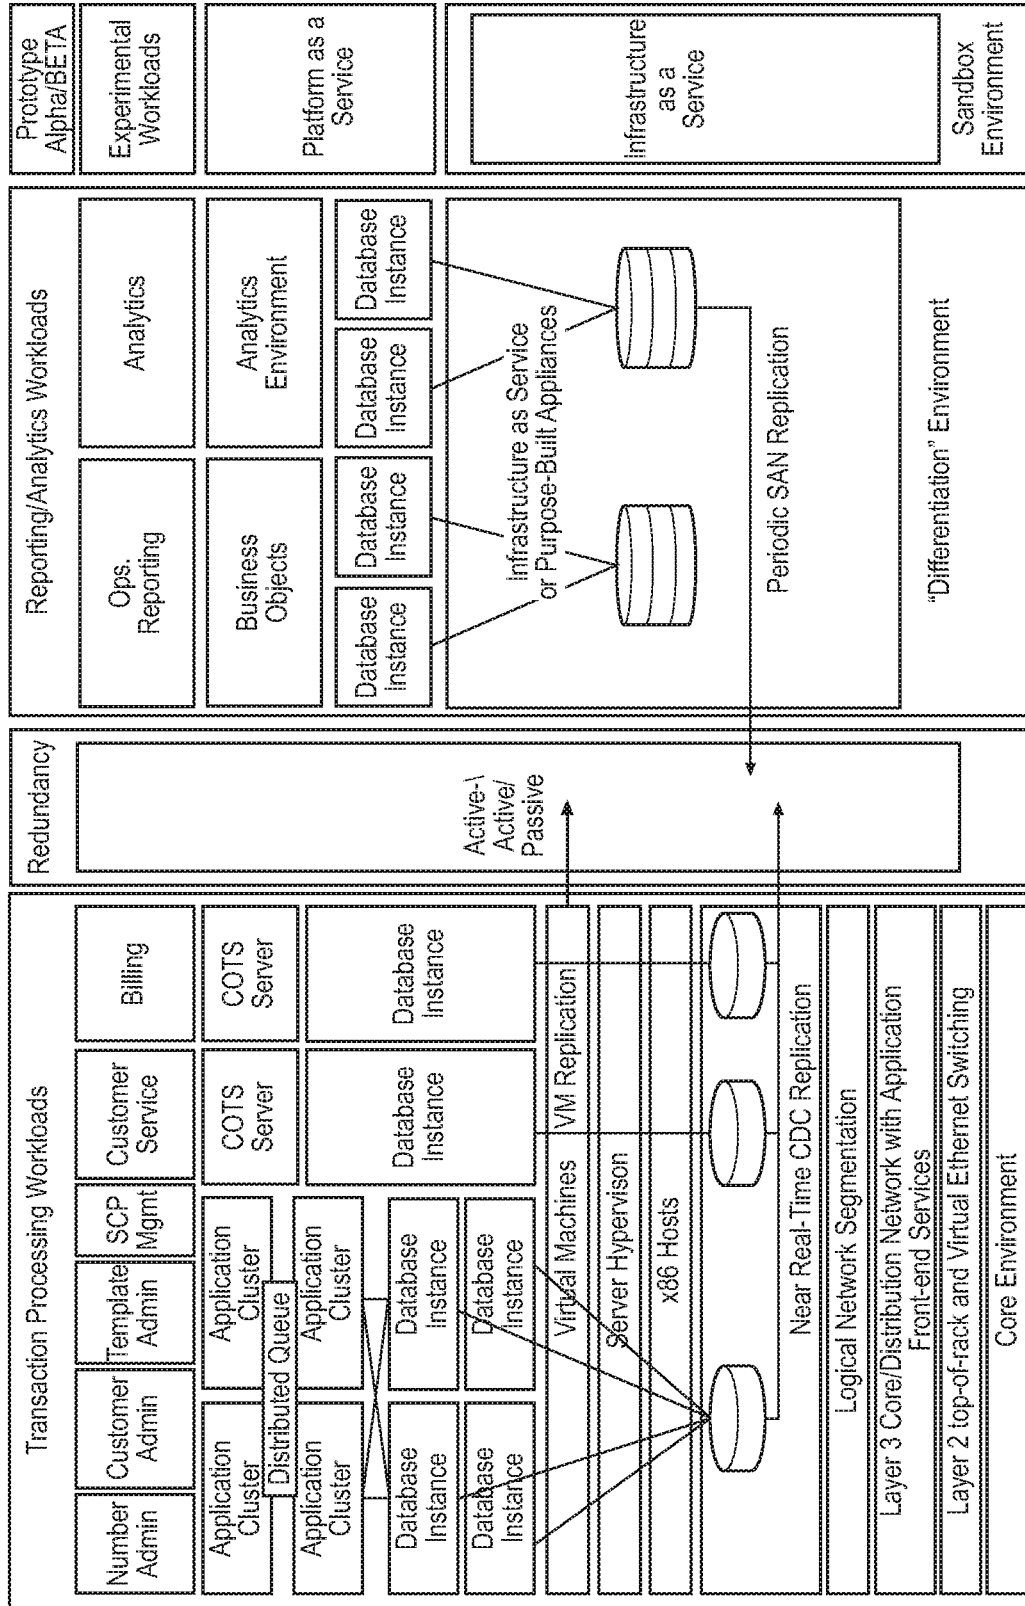 Transaction Processing Workloads
Number
Admin
Customer
Admin
Template
Admin
SCP
Mgmt
Customer
Service
Billing
Application
Cluster
Application
Cluster
COTS
Server
COTS
Server
Distributed Queue
Application
Cluster
Application
Cluster
Database
Instance
Database
Instance
Database
Instance
Database
Instance
Database
Instance
Database
Instance
Virtual Machines
VM Replication
Server Hypervison
x86 Hosts
Near Real-Time CDC Replication
Logical Network Segmentation
Layer 3 Core/Distribution Network with Application
Front-end Services
Layer 2 top-of-rack and Virtual Ethernet Switching
Core Environment
Redundancy
Active-\
Active/
Passive
Reporting/Analytics Workloads
Ops.
Reporting
Analytics
Business
Objects
Analytics
Environment
Database
Instance
Database
Instance
Database
Instance
Database
Instance
Infrastructure as Service
or Purpose-Built Appliances
Periodic SAN Replication
“Differentiation” Environment
Prototype
Alpha/BETA
Experimental
Workloads
Platform as a
Service
Infrastructure
as a
Service
Sandbox
Environment